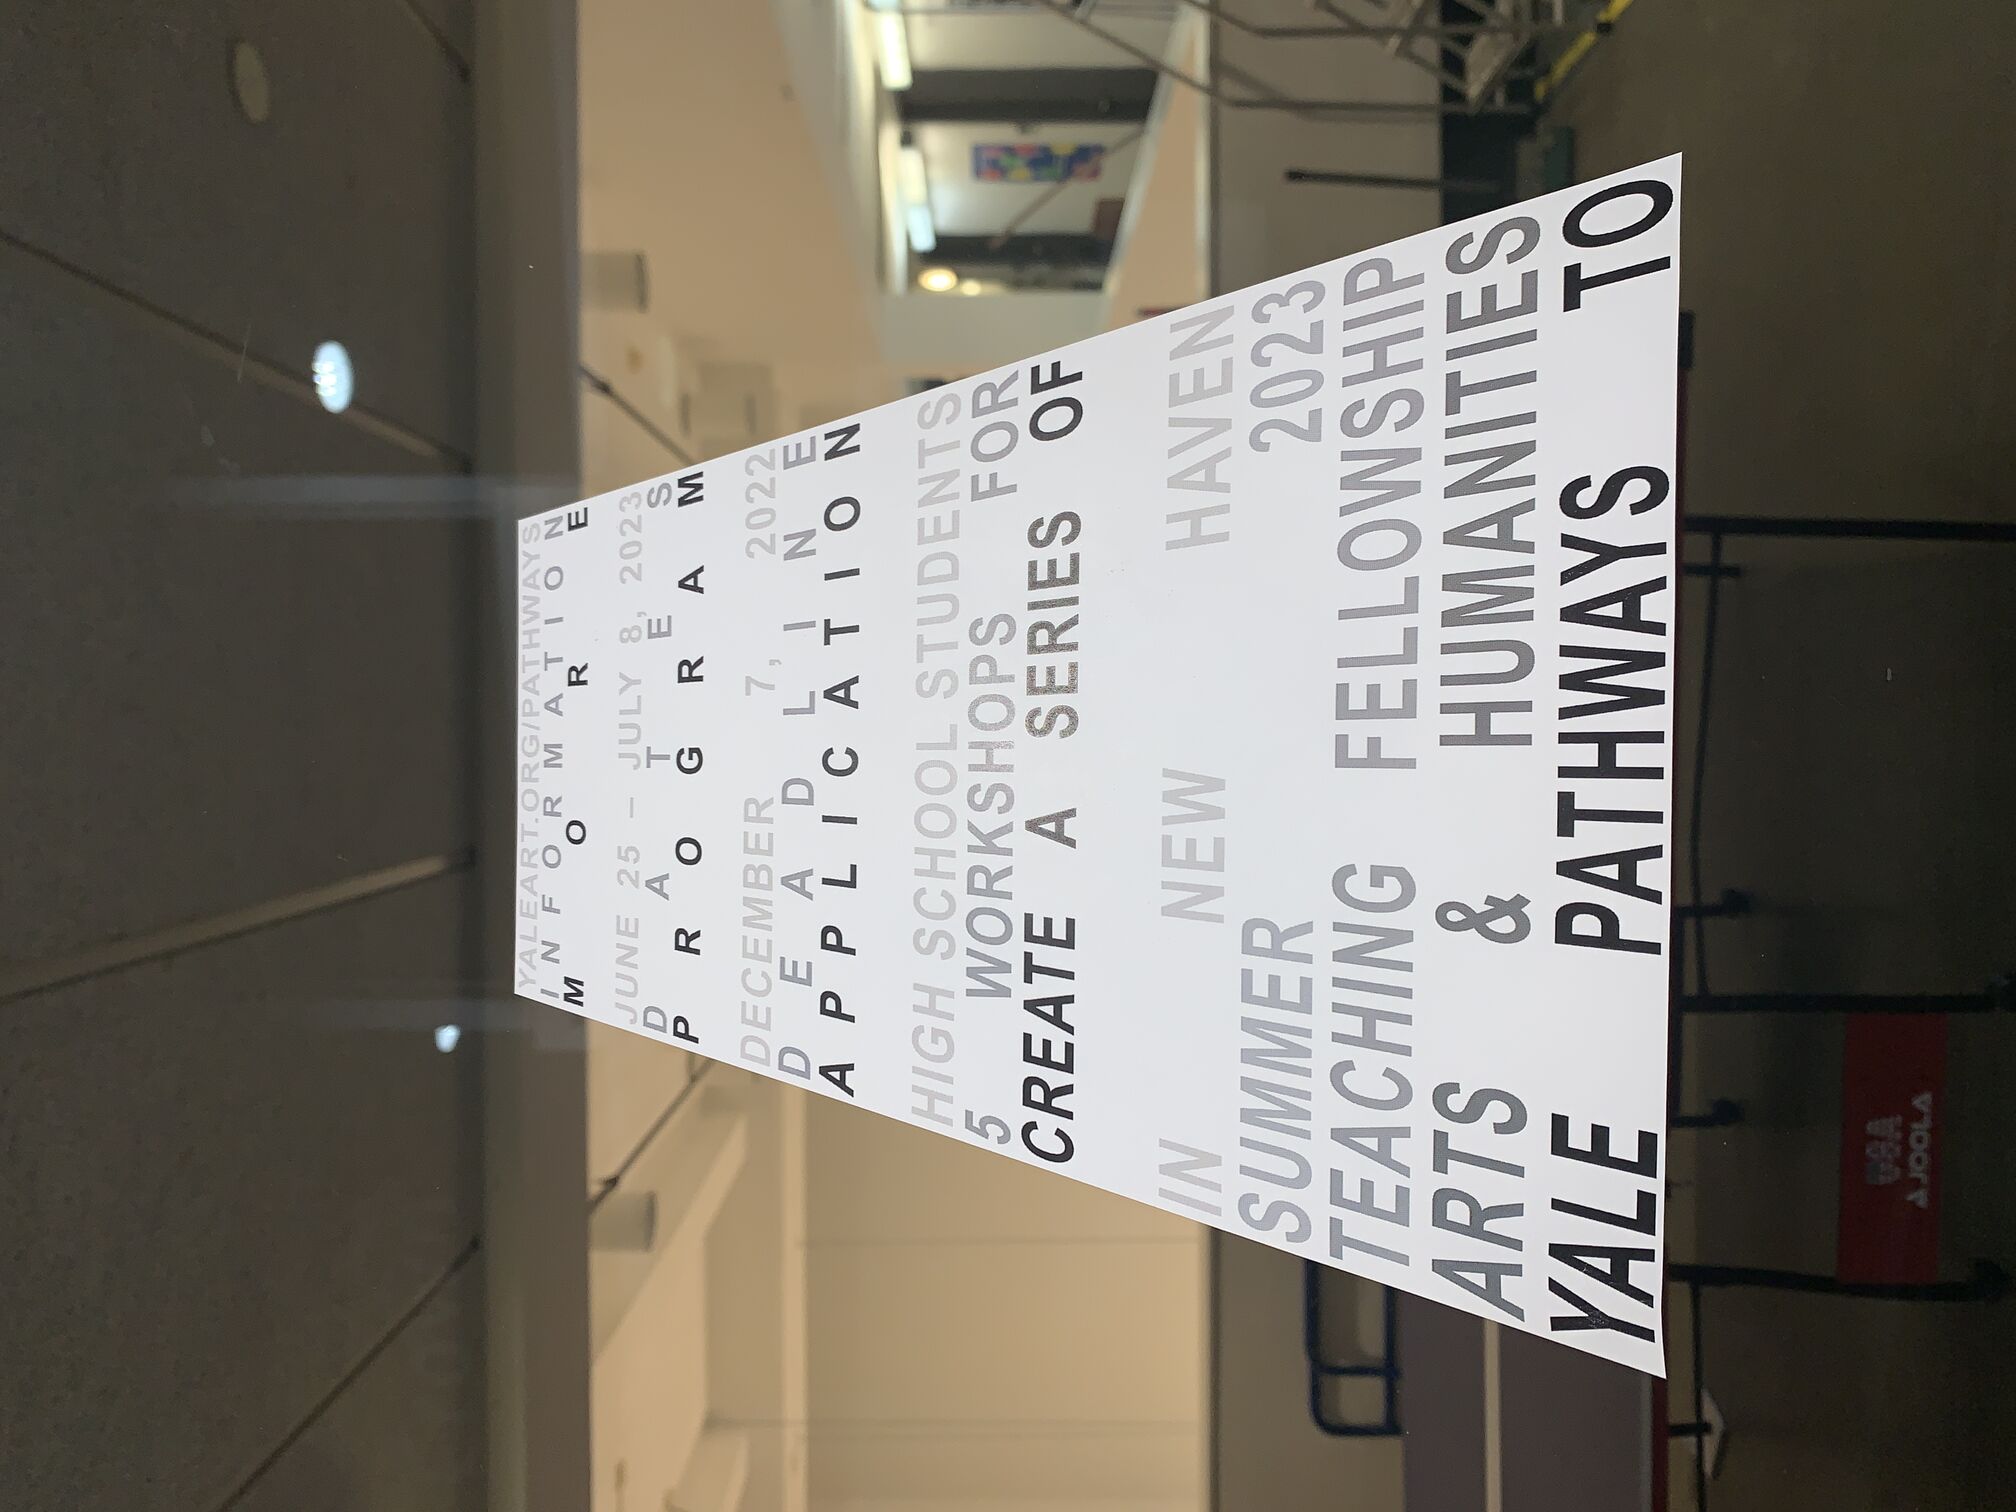 YALE PATHWAYS TO
ARTS & HUMANITIES
TEACHING FELLOWSHIP
SUMMER 2023
IN NEW HAVEN
CREATE A SERIES OF
5 WORKSHOPS FOR
HIGH SCHOOL STUDENTS
APPLICATION
DEADLINE
DECEMBER 7, 2022
PROGRAM
DATES
JUNE 25 – JULY 8, 2023
MORE
INFORMATION
YALEART.ORG/PATHWAYS
USA
JOOLA